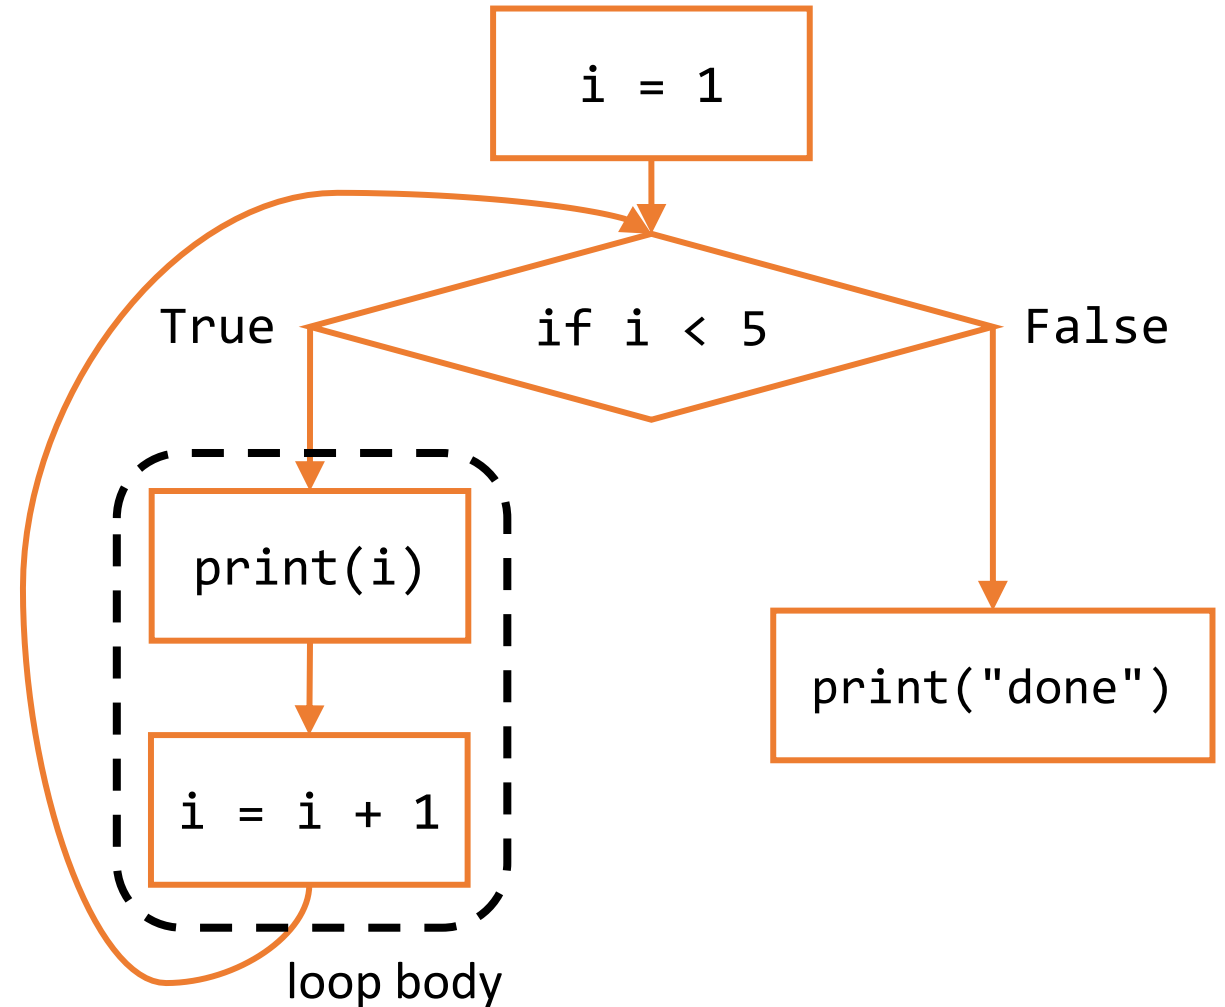 i = 1
if i < 5
True
False
print(i)
print("done")
i = i + 1
loop body